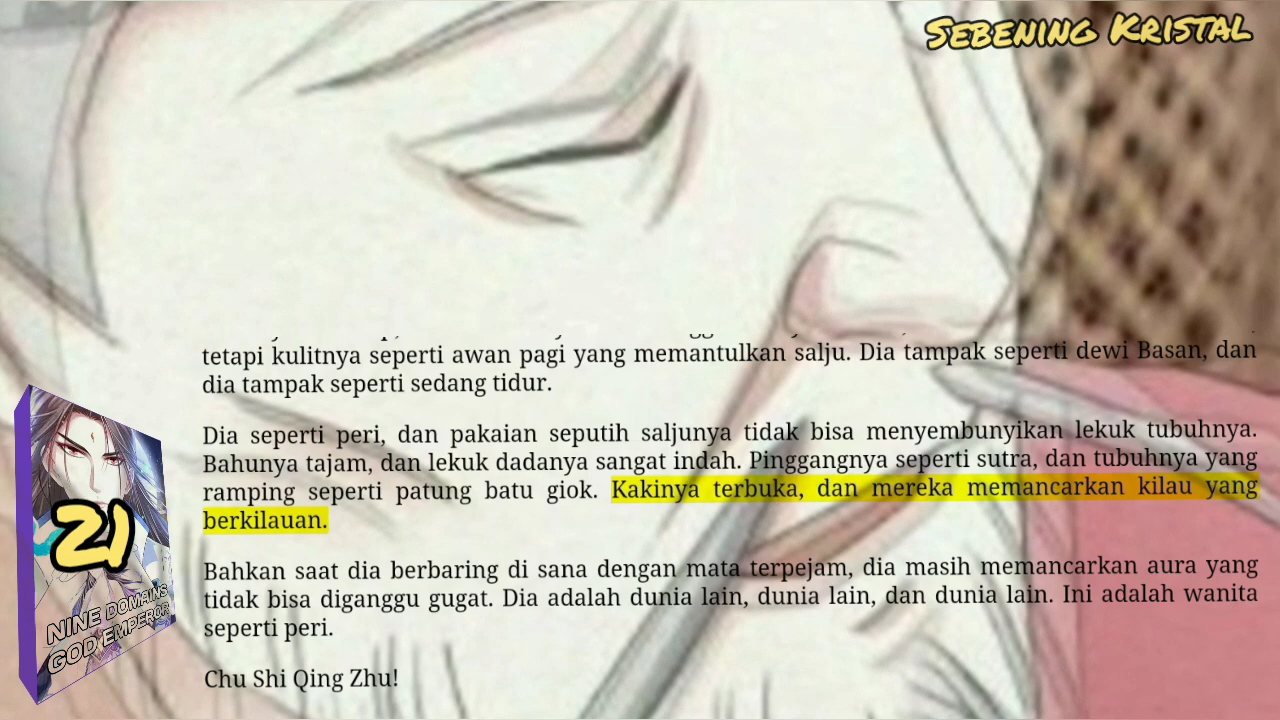 Sebening Kristal
tetapi kulitnya seperti awan pagi yang memantulkan salju. Dia tampak seperti dewi Basan, dan
dia tampak seperti sedang tidur.
Dia seperti peri, dan pakaian seputih saljunya tidak bisa menyembunyikan lekuk tubuhnya.
Bahunya tajam, dan lekuk dadanya sangat indah. Pinggangnya seperti sutra, dan tubuhnya yang
ramping seperti patung batu giok. Kakinya terbuka, dan mereka memancarkan kilau yang
berkilauan.
Bahkan saat dia berbaring di sana dengan mata terpejam, dia masih memancarkan aura yang
tidak bisa diganggu gugat. Dia adalah dunia lain, dunia lain, dan dunia lain. Ini adalah wanita
seperti peri.
Chu Shi Qing Zhu!
21
NINE DOMAINS
GOD EMPEROR